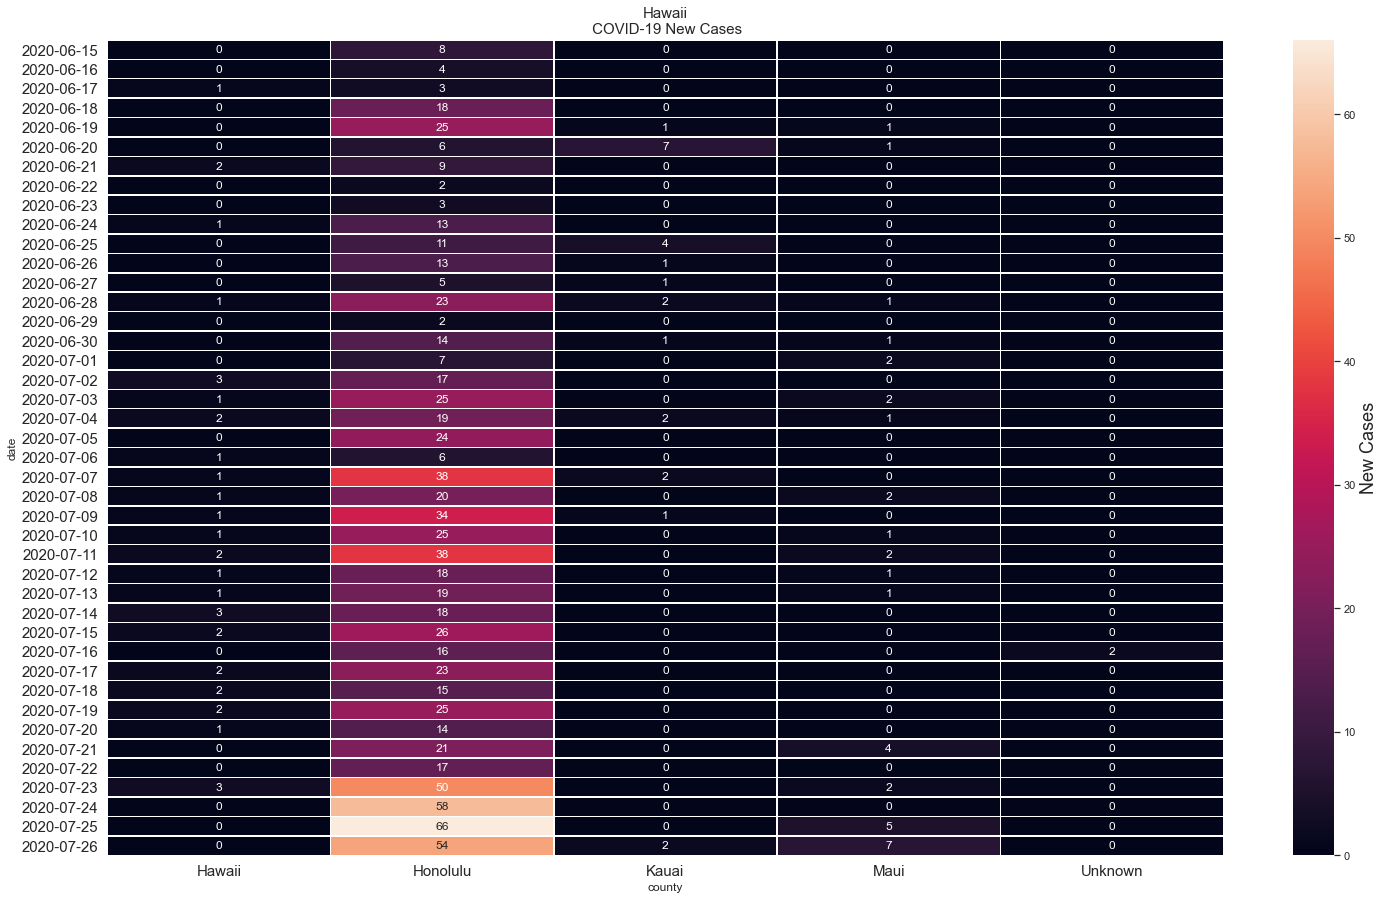 Hawaii
COVID-19 New Cases
2020-06-15 0 8 0 0 0
2020-06-16 0 4 0 0 0
2020-06-17 1 3 0 0 0
2020-06-18 0 18 0 0 0
2020-06-19 0 25 1 1 0
2020-06-20 0 6 7 1 0
2020-06-21 2 9 0 0 0
2020-06-22 0 2 0 0 0
2020-06-23 0 3 0 0 0
2020-06-24 1 13 0 0 0
2020-06-25 0 11 4 0 0
2020-06-26 0 13 1 0 0
2020-06-27 0 5 1 0 0
2020-06-28 1 23 2 1 0
2020-06-29 0 2 0 0 0
2020-06-30 0 14 1 1 0
2020-07-01 0 7 0 2 0
2020-07-02 3 17 0 0 0
2020-07-03 1 25 0 2 0
2020-07-04 2 19 2 1 0
2020-07-05 0 24 0 0 0
2020-07-06 1 6 0 0 0
2020-07-07 1 38 2 0 0
2020-07-08 1 20 0 2 0
2020-07-09 1 34 1 0 0
2020-07-10 1 25 0 1 0
2020-07-11 2 38 0 2 0
2020-07-12 1 18 0 1 0
2020-07-13 1 19 0 1 0
2020-07-14 3 18 0 0 0
2020-07-15 2 26 0 0 0
2020-07-16 0 16 0 0 2
2020-07-17 2 23 0 0 0
2020-07-18 2 15 0 0 0
2020-07-19 2 25 0 0 0
2020-07-20 1 14 0 0 0
2020-07-21 0 21 0 4 0
2020-07-22 0 17 0 0 0
2020-07-23 3 50 0 2 0
2020-07-24 0 58 0 0 0
2020-07-25 0 66 0 5 0
2020-07-26 0 54 2 7 0
Hawaii Honolulu Kauai Maui Unknown
county
date
60
50
40
30
20
10
0
New Cases